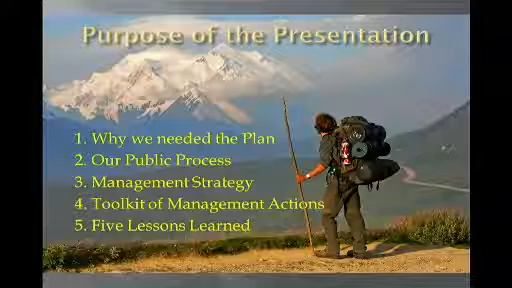 Purpose of the Presentation
1. Why we needed the Plan
2. Our Public Process
3. Management Strategy
4. Toolkit of Management Actions
5. Five Lessons Learned